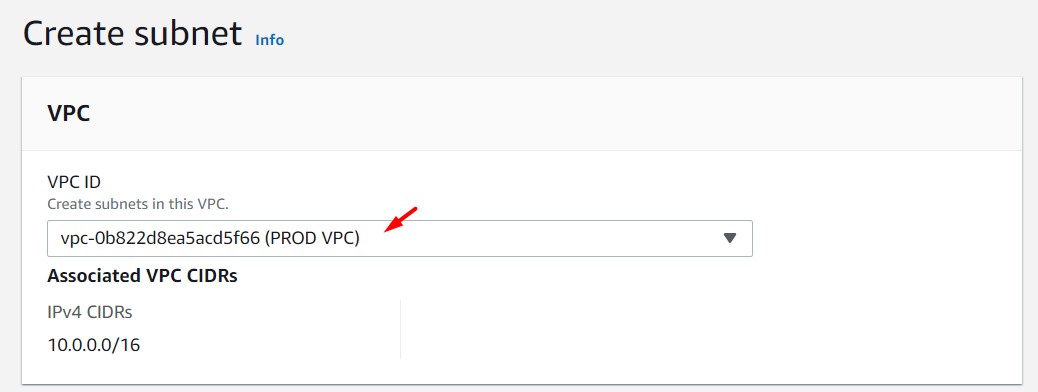 Create subnet Info
VPC
VPC ID
Create subnets in this VPC.
vpc-0b822d8ea5acd5f66 (PROD VPC)
Associated VPC CIDRs
IPv4 CIDRs
10.0.0.0/16